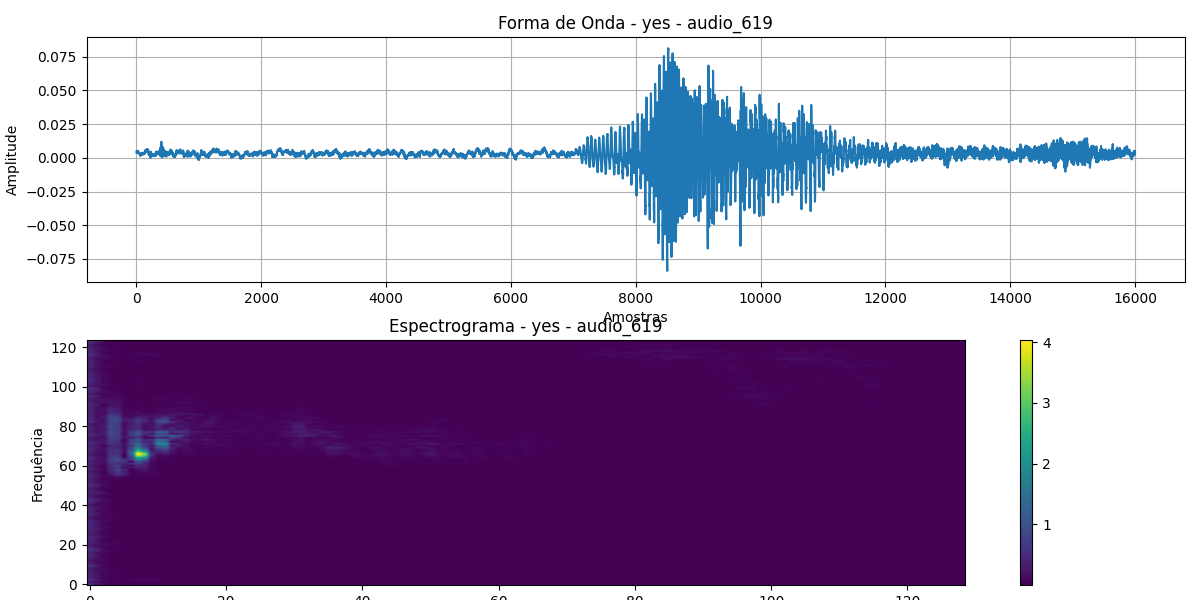 Forma de Onda - yes - audio_619
Amplitude
0.075
0.050
0.025
0.000
−0.025
−0.050
−0.075
0 2000 4000 6000 8000 10000 12000 14000 16000
Amostras
Espectrograma - yes - audio_619
Frequência
120
100
80
60
40
20
0
0 20 40 60 80 100 120
4
3
2
1